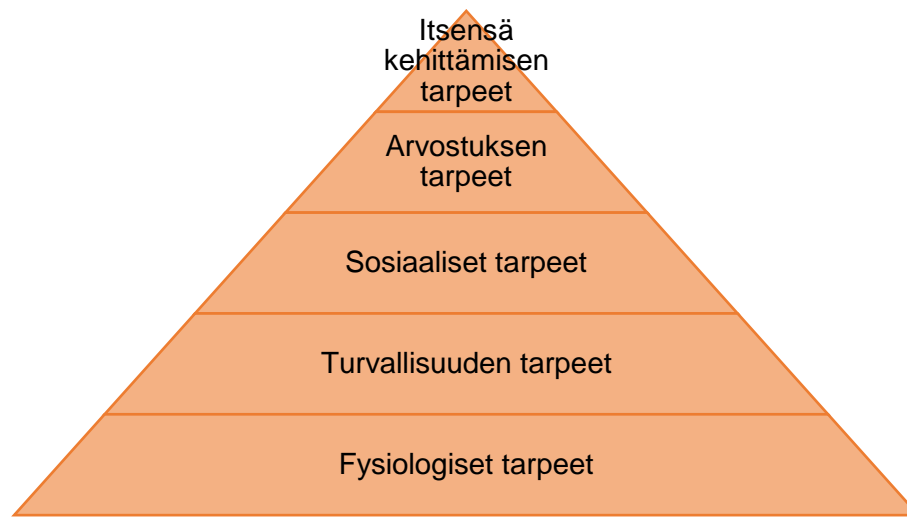 Itsensä
kehittämisen
tarpeet
Arvostuksen
tarpeet
Sosiaaliset tarpeet
Turvallisuuden tarpeet
Fysiologiset tarpeet